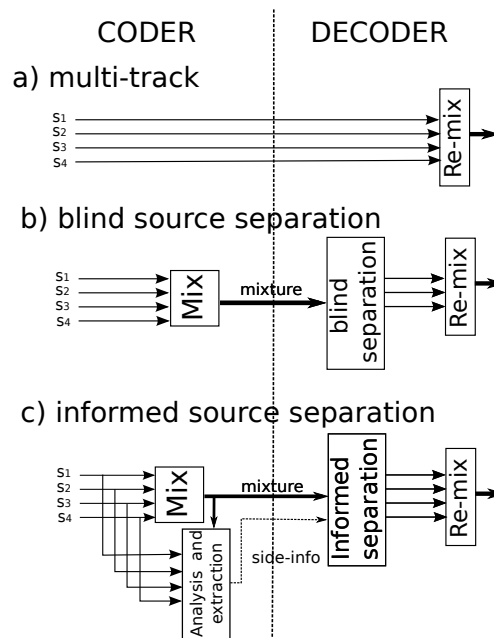 CODER DECODER
a) multi-track
S1
S2
S3
S4
Re-mix
b) blind source separation
S1
S2
S3
S4
Mix
mixture
blind
separation
Re-mix
c) informed source separation
S1
S2
S3
S4
Mix
mixture
Informed
separation
Re-mix
Analysis and
extraction
side-info